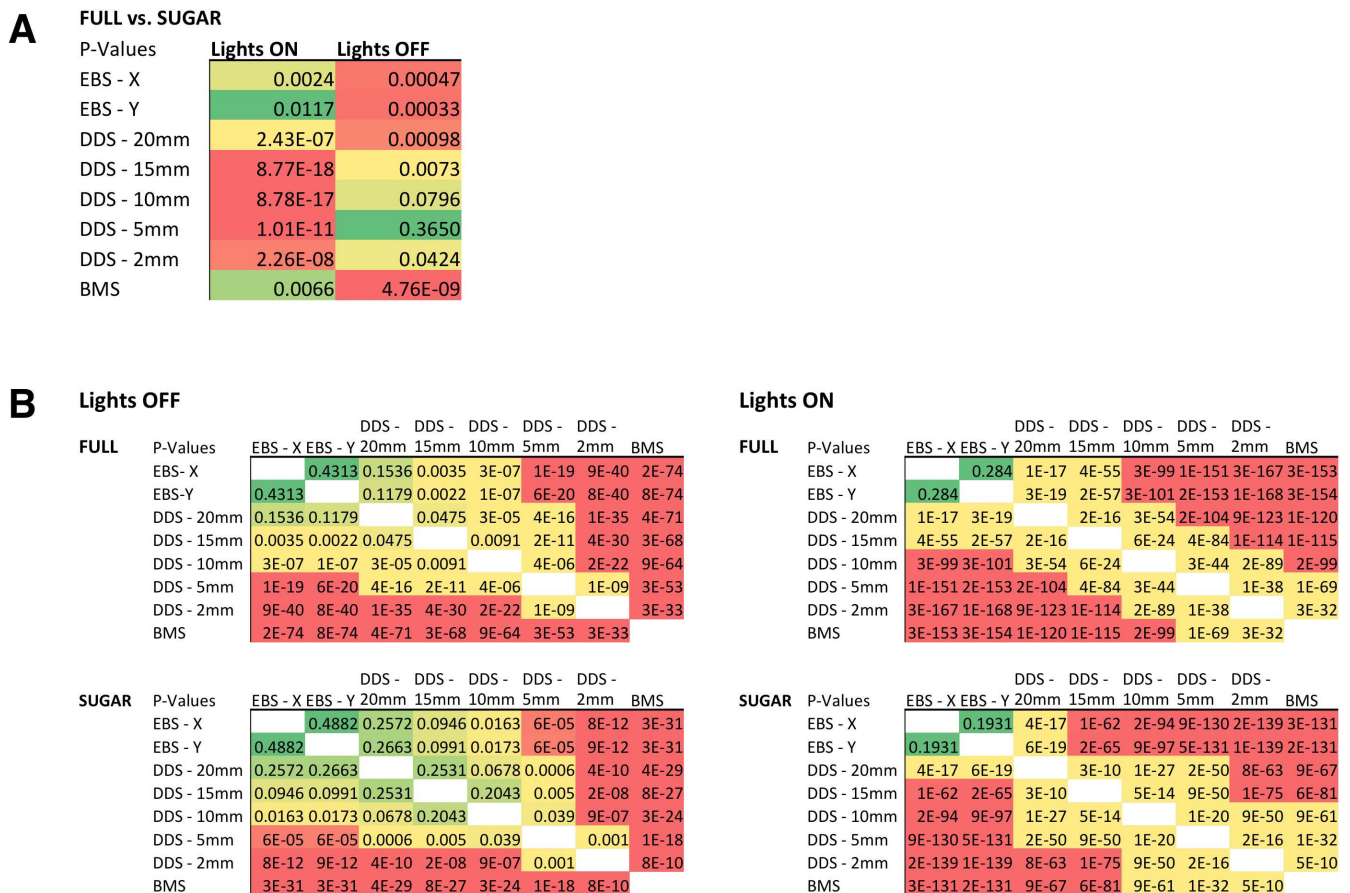 A
FULL vs. SUGAR
P-Values Lights ON Lights OFF
EBS - X 0.0024 0.00047
EBS - Y 0.0117 0.00033
DDS - 20mm 2.43E-07 0.00098
DDS - 15mm 8.77E-18 0.0073
DDS - 10mm 8.78E-17 0.0796
DDS - 5mm 1.01E-11 0.3650
DDS - 2mm 2.26E-08 0.0424
BMS 0.0066 4.76E-09
B
Lights OFF
DDS - DDS - DDS - DDS - DDS -
FULL P-Values EBS - X EBS - Y 20mm 15mm 10mm 5mm 2mm BMS
EBS- X 0.4313 0.1536 0.0035 3E-07 1E-19 9E-40 2E-74
EBS-Y 0.4313 0.1179 0.0022 1E-07 6E-20 8E-40 8E-74
DDS - 20mm 0.1536 0.1179 0.0475 3E-05 4E-16 1E-35 4E-71
DDS - 15mm 0.0035 0.0022 0.0475 0.0091 2E-11 4E-30 3E-68
DDS - 10mm 3E-07 1E-07 3E-05 0.0091 4E-06 2E-22 9E-64
DDS - 5mm 1E-19 6E-20 4E-16 2E-11 4E-06 1E-09 3E-53
DDS - 2mm 9E-40 8E-40 1E-35 4E-30 2E-22 1E-09 3E-33
BMS 2E-74 8E-74 4E-71 3E-68 9E-64 3E-53 3E-33
DDS - DDS - DDS - DDS - DDS -
SUGAR P-Values EBS - X EBS - Y 20mm 15mm 10mm 5mm 2mm BMS
EBS - X 0.4882 0.2572 0.0946 0.0163 6E-05 8E-12 3E-31
EBS - Y 0.4882 0.2663 0.0991 0.0173 6E-05 9E-12 3E-31
DDS - 20mm 0.2572 0.2663 0.2531 0.0678 0.0006 4E-10 4E-29
DDS - 15mm 0.0946 0.0991 0.2531 0.2043 0.005 2E-08 8E-27
DDS - 10mm 0.0163 0.0173 0.0678 0.2043 0.039 9E-07 3E-24
DDS - 5mm 6E-05 6E-05 0.0006 0.005 0.039 0.001 1E-18
DDS - 2mm 8E-12 9E-12 4E-10 2E-08 9E-07 0.001 8E-10
BMS 3E-31 3E-31 4E-29 8E-27 3E-24 1E-18 8E-10
Lights ON
DDS - DDS - DDS - DDS - DDS -
FULL P-Values EBS - X EBS - Y 20mm 15mm 10mm 5mm 2mm BMS
EBS - X 0.284 1E-17 4E-55 3E-99 1E-151 3E-167 3E-153
EBS - Y 0.284 3E-19 2E-57 3E-101 2E-153 1E-168 3E-154
DDS - 20mm 1E-17 3E-19 2E-16 3E-54 2E-104 9E-123 1E-120
DDS - 15mm 4E-55 2E-57 2E-16 6E-24 4E-84 1E-114 1E-115
DDS - 10mm 3E-99 3E-101 3E-54 6E-24 3E-44 2E-89 2E-99
DDS - 5mm 1E-151 2E-153 2E-104 4E-84 3E-44 1E-38 1E-69
DDS - 2mm 3E-167 1E-168 9E-123 1E-114 2E-89 1E-38 3E-32
BMS 3E-153 3E-154 1E-120 1E-115 2E-99 1E-69 3E-32
DDS - DDS - DDS - DDS - DDS -
SUGAR P-Values EBS - X EBS - Y 20mm 15mm 10mm 5mm 2mm BMS
EBS - X 0.1931 4E-17 1E-62 2E-94 9E-130 2E-139 3E-131
EBS - Y 0.1931 6E-19 2E-65 9E-97 5E-131 1E-139 2E-131
DDS - 20mm 4E-17 6E-19 3E-10 1E-27 2E-50 8E-63 9E-67
DDS - 15mm 1E-62 2E-65 3E-10 5E-14 9E-50 1E-75 6E-81
DDS - 10mm 2E-94 9E-97 1E-27 5E-14 1E-20 9E-50 9E-61
DDS - 5mm 9E-130 5E-131 2E-50 9E-50 1E-20 2E-16 1E-32
DDS - 2mm 2E-139 1E-139 8E-63 1E-75 9E-50 2E-16 5E-10
BMS 3E-131 2E-131 9E-67 6E-81 9E-61 1E-32 5E-10